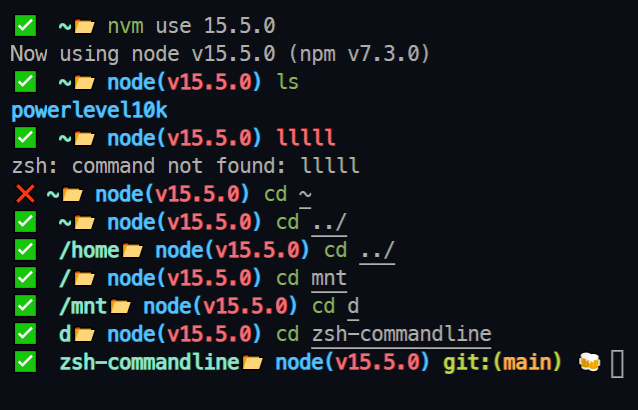 ✅ ~📂 nvm use 15.5.0
Now using node v15.5.0 (npm v7.3.0)
✅ ~📂 node(v15.5.0) ls
powerlevel10k
✅ ~📂 node(v15.5.0) lllll
zsh: command not found: lllll
❌ ~📂 node(v15.5.0) cd ~
✅ ~📂 node(v15.5.0) cd ../
✅ /home📂 node(v15.5.0) cd ../
✅ /📂 node(v15.5.0) cd mnt
✅ /mnt📂 node(v15.5.0) cd d
✅ d📂 node(v15.5.0) cd zsh-commandline
✅ zsh-commandline📂 node(v15.5.0) git:(main) 🍻